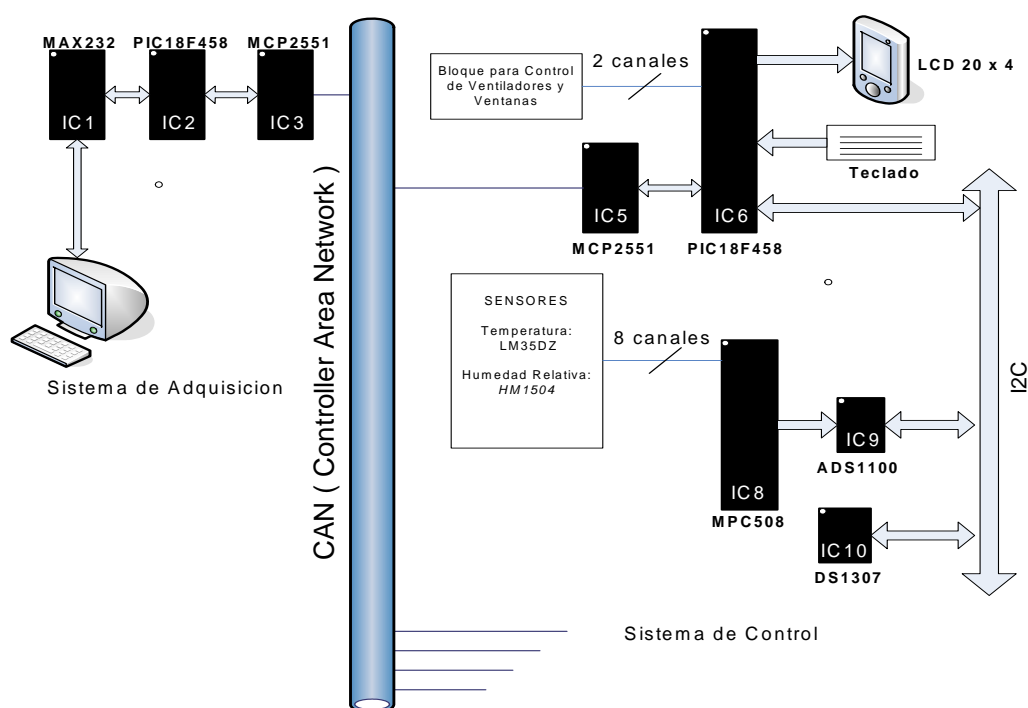 MAX232
PIC18F458
MCP2551
IC1
IC2
IC3
Sistema de Adquisicion
CAN ( Controller Area Network )
Bloque para Control
de Ventiladores y
Ventanas
2 canales
LCD 20 x 4
Teclado
IC5
MCP2551
IC6
PIC18F458
SENSORES
Temperatura:
LM35DZ
Humedad Relativa:
HM1504
8 canales
IC8
MPC508
IC9
ADS1100
IC10
DS1307
I2C
Sistema de Control